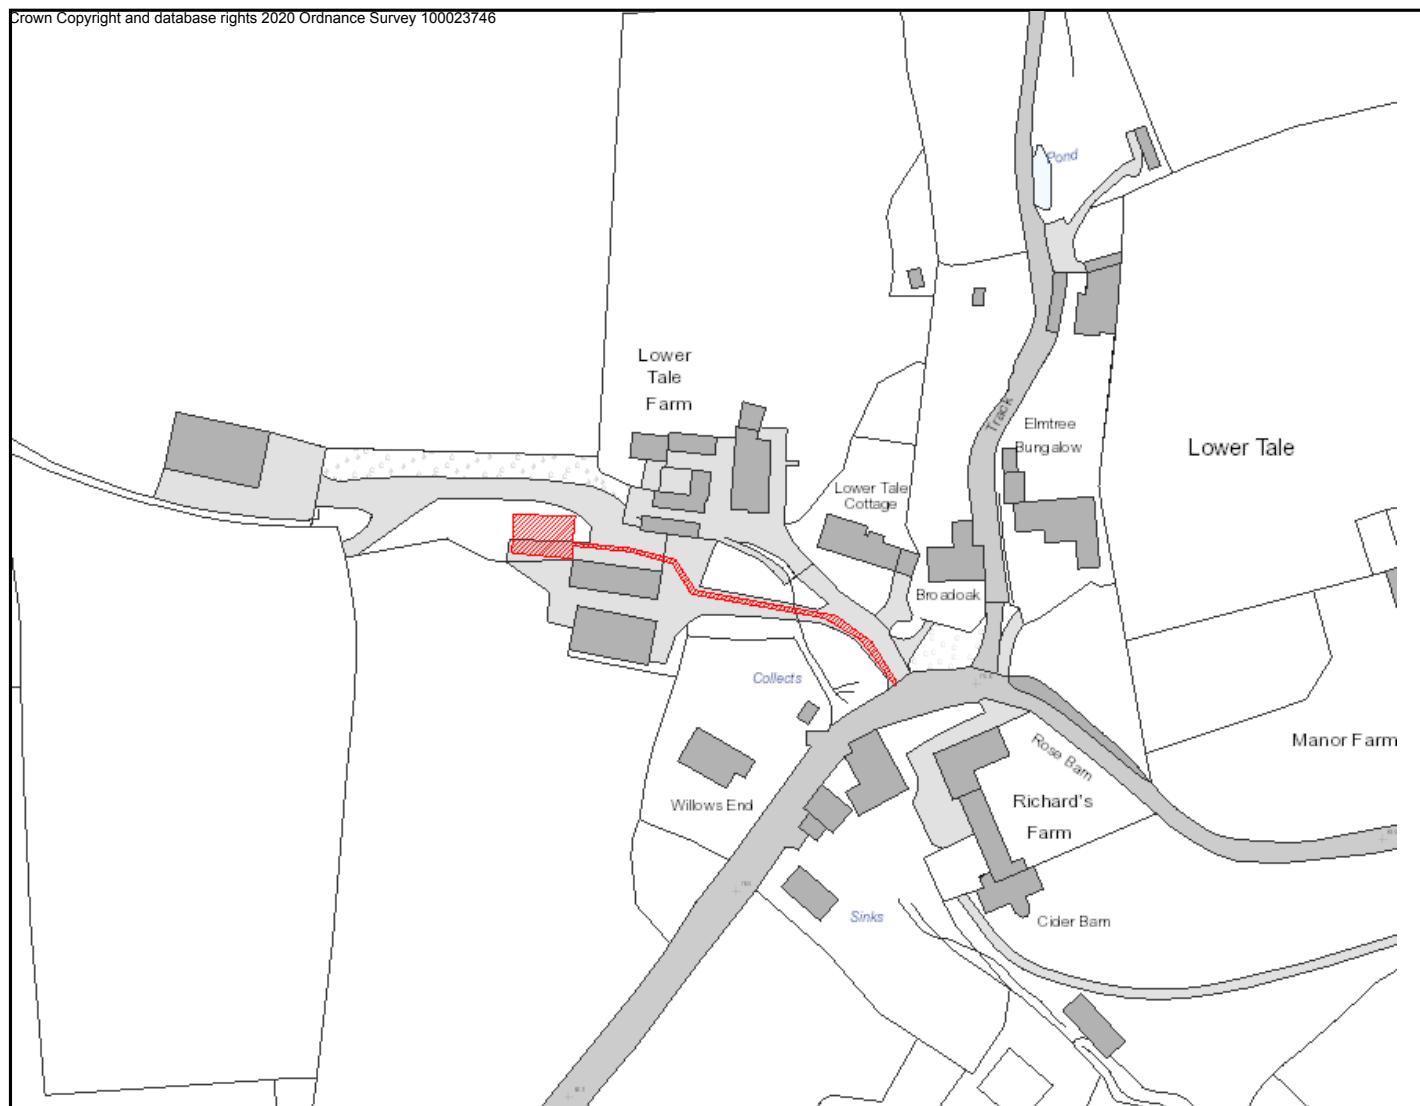 Crown Copyright and database rights 2020 Ordnance Survey 100023746
Pond
Lower
Tale
Farm
Track
Elmtree
Bungalow
Lower Tale
Lower Tale
Cottage
Broadoak
Collects
Rose Barn
Manor Farm
Willows End
Richard's
Farm
Sinks
Cider Barn